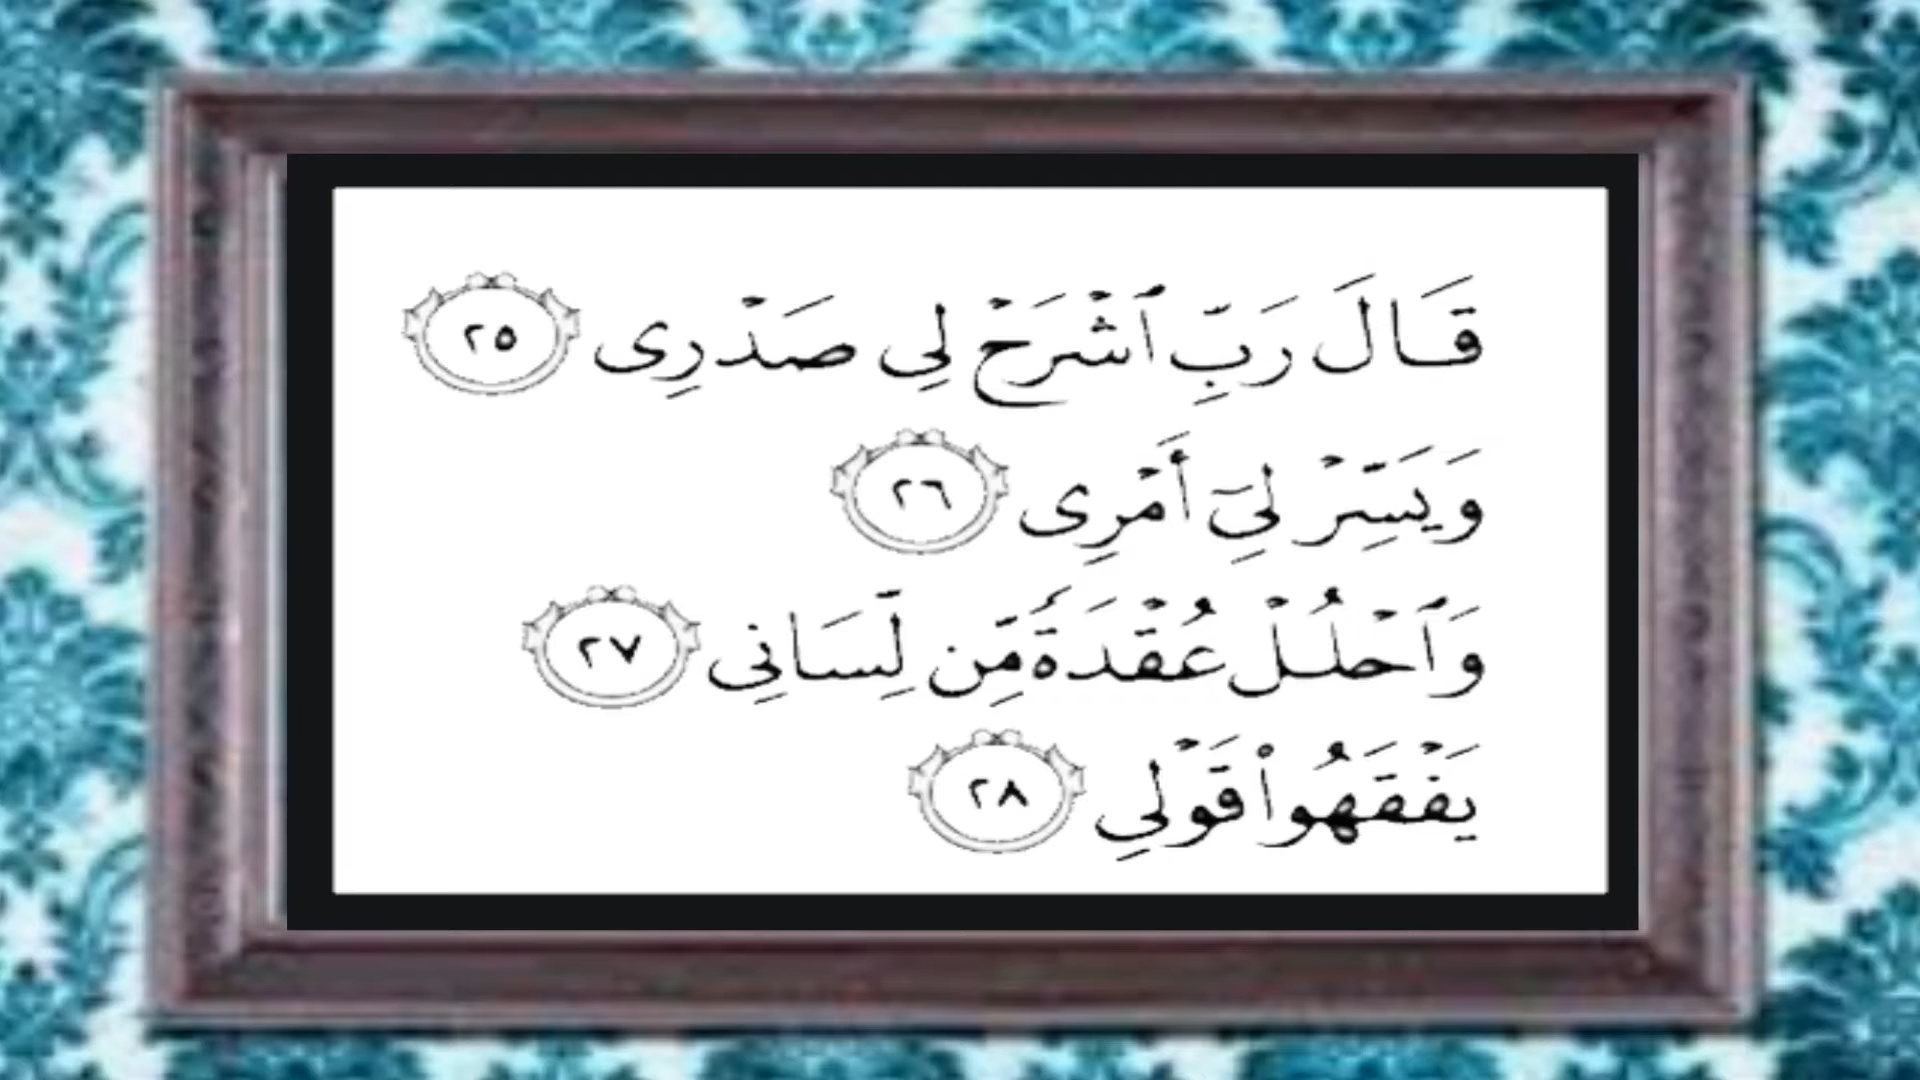 قَالَ رَبِّ ٱشْرَحْ لِى صَدْرِى ٢٥
وَيَسِّرْ لِىٓ أَمْرِى ٢٦
وَٱحْلُلْ عُقْدَةً مِّن لِّسَانِى ٢٧
يَفْقَهُوا۟ قَوْلِى ٢٨